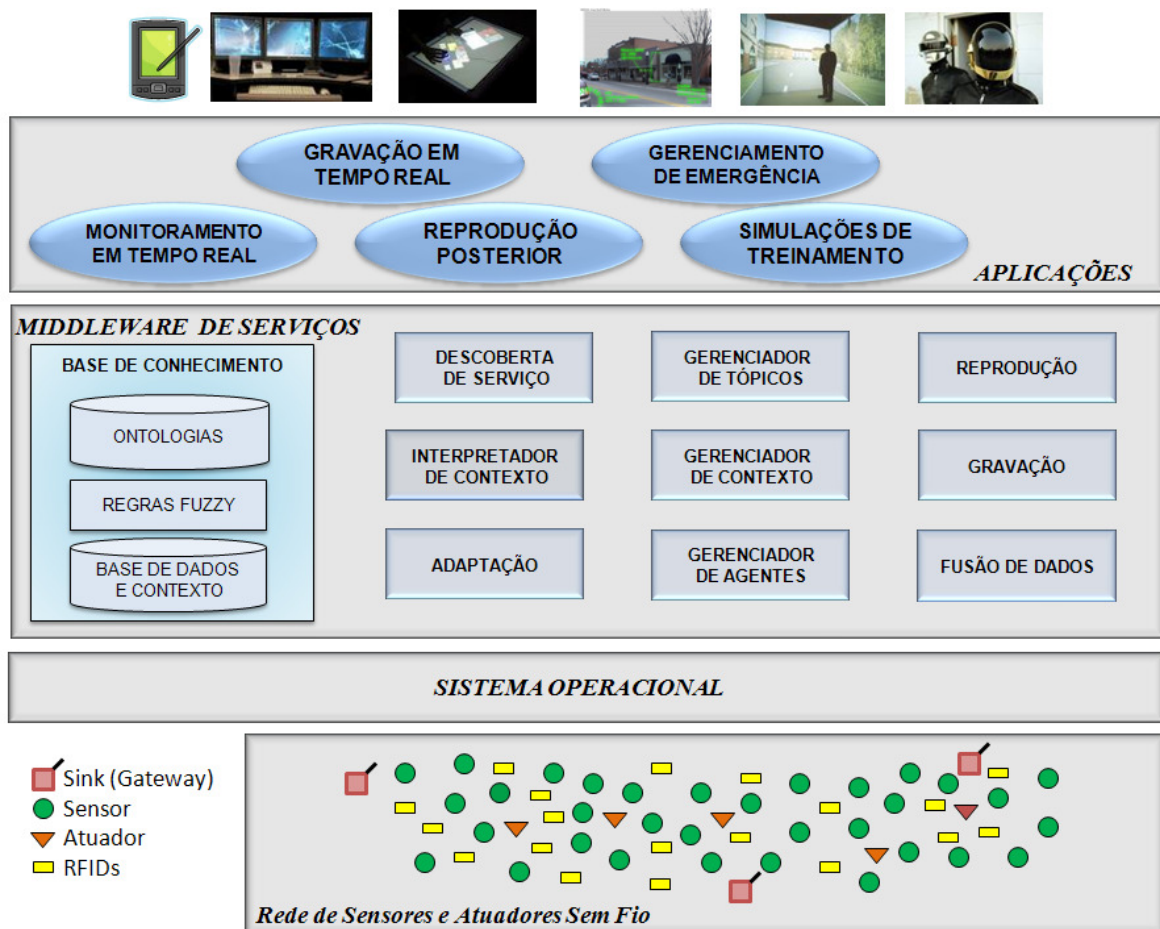 GRAVAÇÃO EM
TEMPO REAL
GERENCIAMENTO
DE EMERGÊNCIA
MONITORAMENTO
EM TEMPO REAL
REPRODUÇÃO
POSTERIOR
SIMULAÇÕES DE
TREINAMENTO
APLICAÇÕES
MIDDLEWARE DE SERVIÇOS
BASE DE CONHECIMENTO
ONTOLOGIAS
REGRAS FUZZY
BASE DE DADOS
E CONTEXTO
DESCOBERTA
DE SERVIÇO
GERENCIADOR
DE TÓPICOS
REPRODUÇÃO
INTERPRETADOR
DE CONTEXTO
GERENCIADOR
DE CONTEXTO
GRAVAÇÃO
ADAPTAÇÃO
GERENCIADOR
DE AGENTES
FUSÃO DE DADOS
SISTEMA OPERACIONAL
Sink (Gateway)
Sensor
Atuador
RFIDs
Rede de Sensores e Atuadores Sem Fio